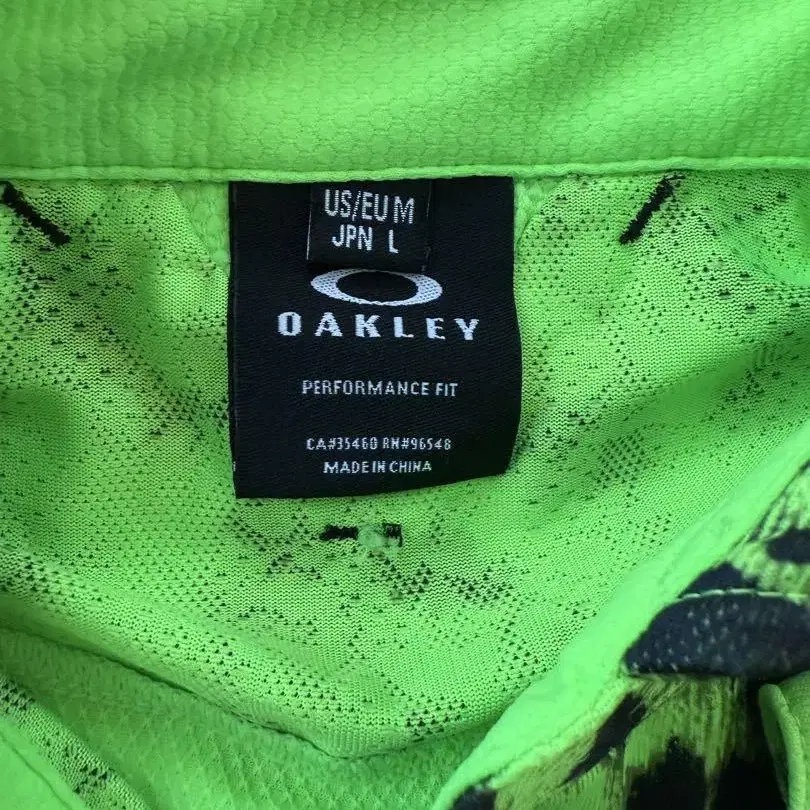 US/EU M
JPN L
OAKLEY
PERFORMANCE FIT
CA#35460 RN#96548
MADE IN CHINA